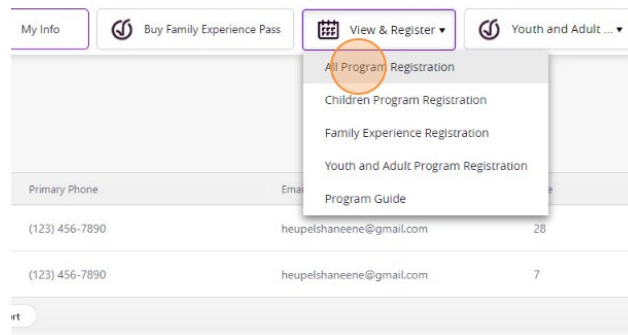 My Info
Buy Family Experience Pass
View & Register
Youth and Adult ...
All Program Registration
Children Program Registration
Family Experience Registration
Youth and Adult Program Registration
Program Guide
Primary Phone
(123) 456-7890 heupelshaneene@gmail.com 28
(123) 456-7890 heupelshaneene@gmail.com 7